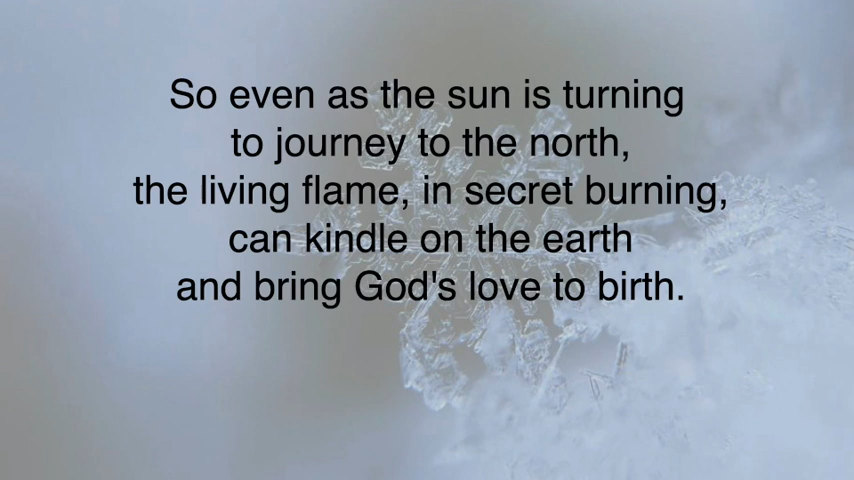 So even as the sun is turning
to journey to the north,
the living flame, in secret burning,
can kindle on the earth
and bring God's love to birth.